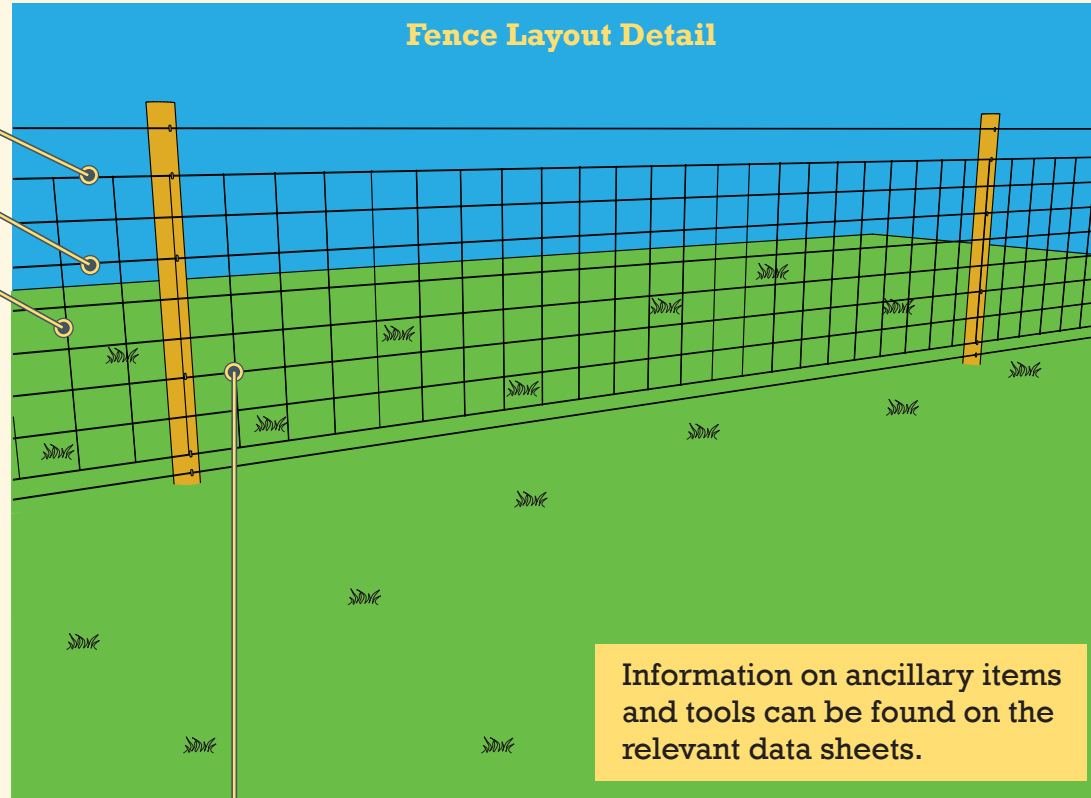 Fence Layout Detail
Information on ancillary items
and tools can be found on the
relevant data sheets.